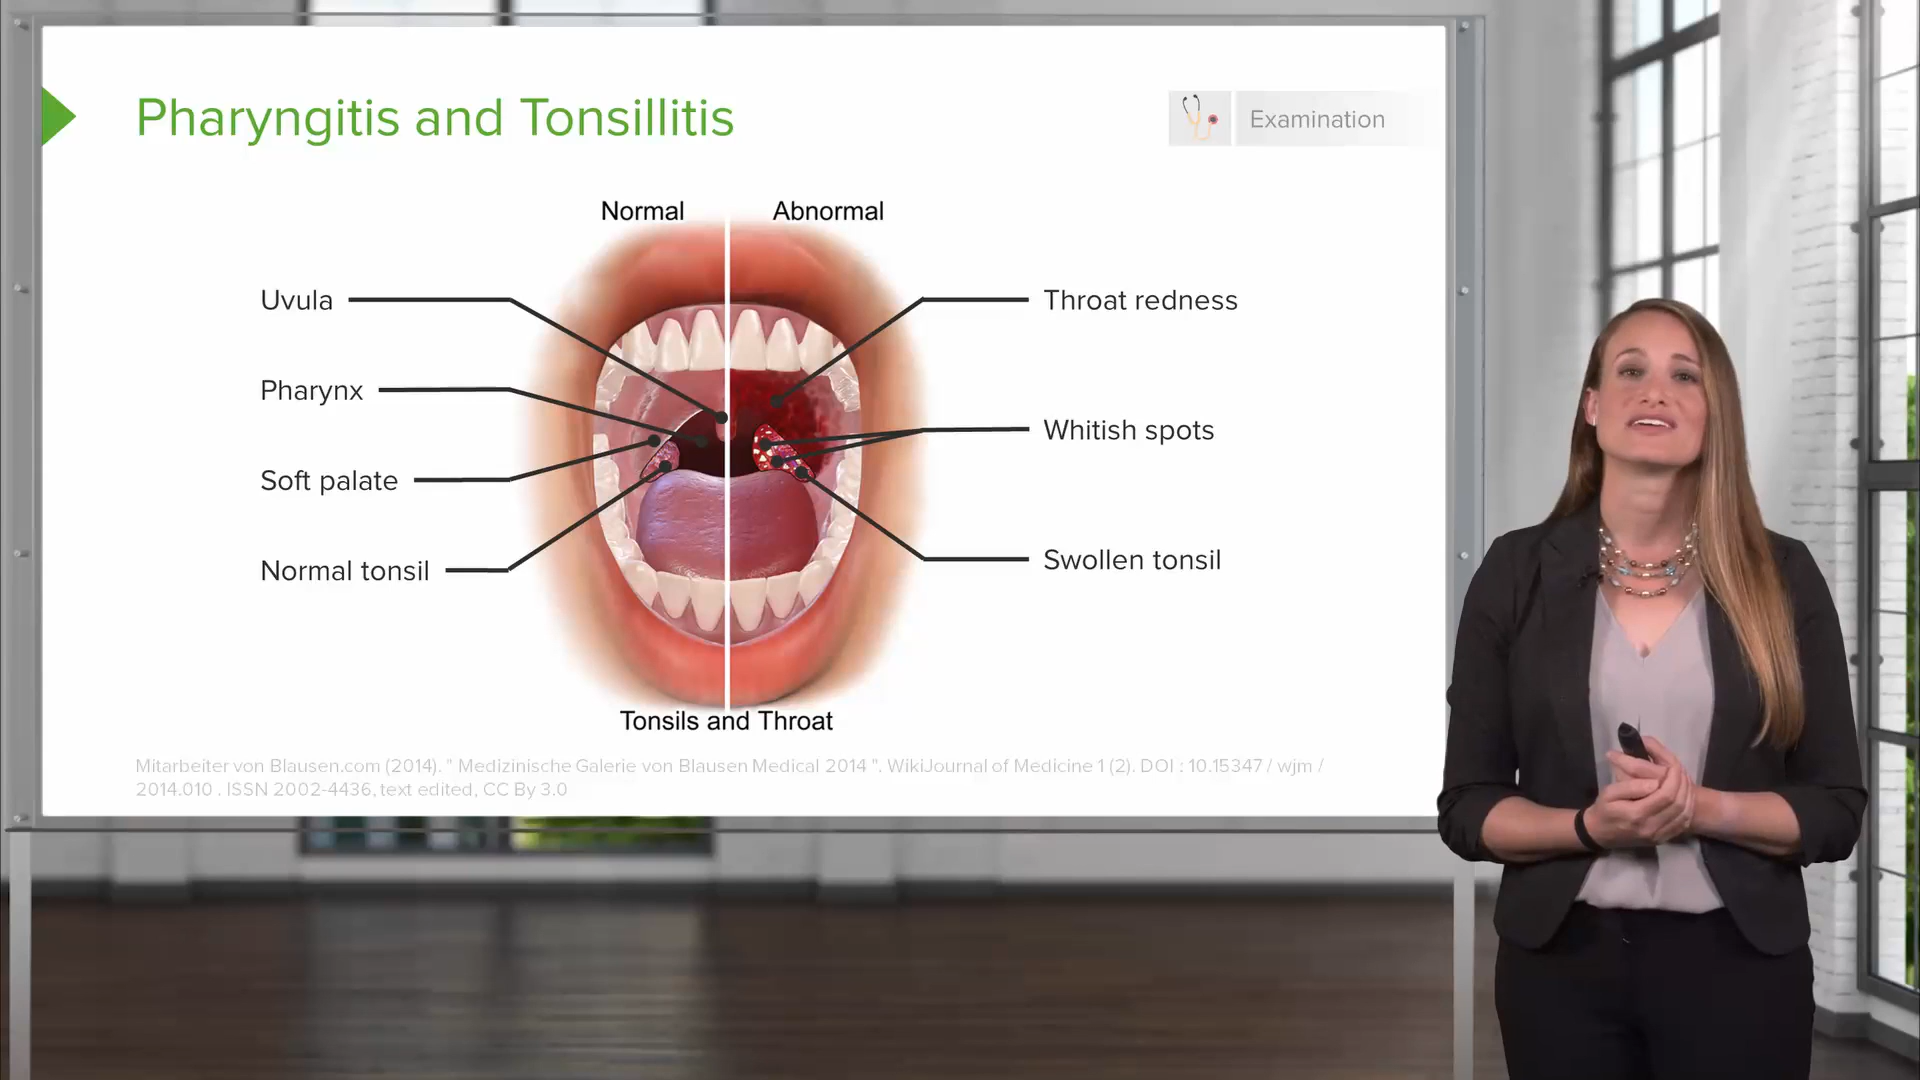 Pharyngitis and Tonsillitis
Examination
Normal
Abnormal
Uvula
Pharynx
Soft palate
Normal tonsil
Throat redness
Whitish spots
Swollen tonsil
Tonsils and Throat
Mitarbeiter von Blausen.com (2014). " Medizinische Galerie von Blausen Medical 2014 ". WikiJournal of Medicine 1 (2). DOI : 10.15347 / wjm /
2014.010 . ISSN 2002-4436, text edited, CC By 3.0